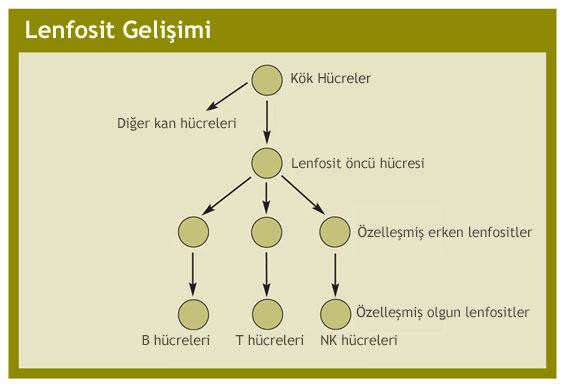 Lenfosit Gelişimi
Kök Hücreler
Diğer kan hücreleri
Lenfosit öncü hücresi
Özelleşmiş erken lenfositler
Özelleşmiş olgun lenfositler
B hücreleri T hücreleri NK hücreleri